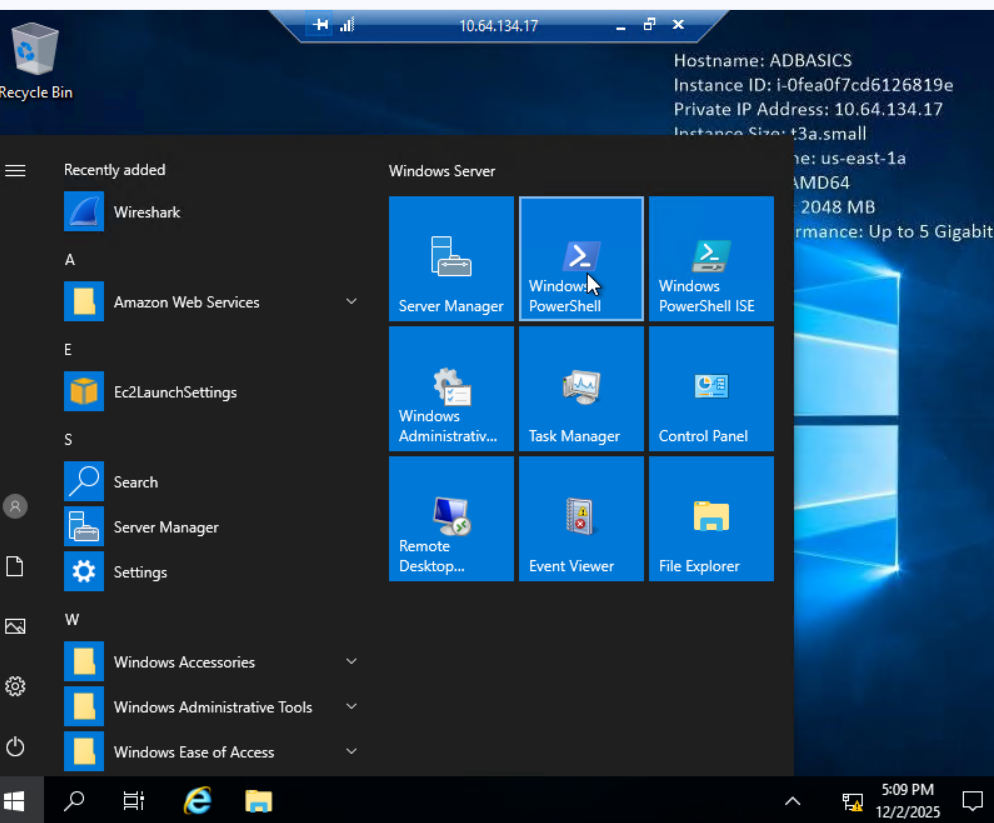 10.64.134.17
Recycle Bin
Hostname: ADBASICS
Instance ID: i-0fea0f7cd6126819e
Private IP Address: 10.64.134.17
Instance Size: t3a.small
ne: us-east-1a
AMD64
2048 MB
rmance: Up to 5 Gigabit
Recently added
Wireshark
A
Amazon Web Services
E
Ec2LaunchSettings
S
Search
Server Manager
Settings
W
Windows Accessories
Windows Administrative Tools
Windows Ease of Access
Windows Server
Server Manager
Windows
PowerShell
Windows
PowerShell ISE
Windows
Administrativ...
Task Manager
Control Panel
Remote
Desktop...
Event Viewer
File Explorer
5:09 PM
12/2/2025